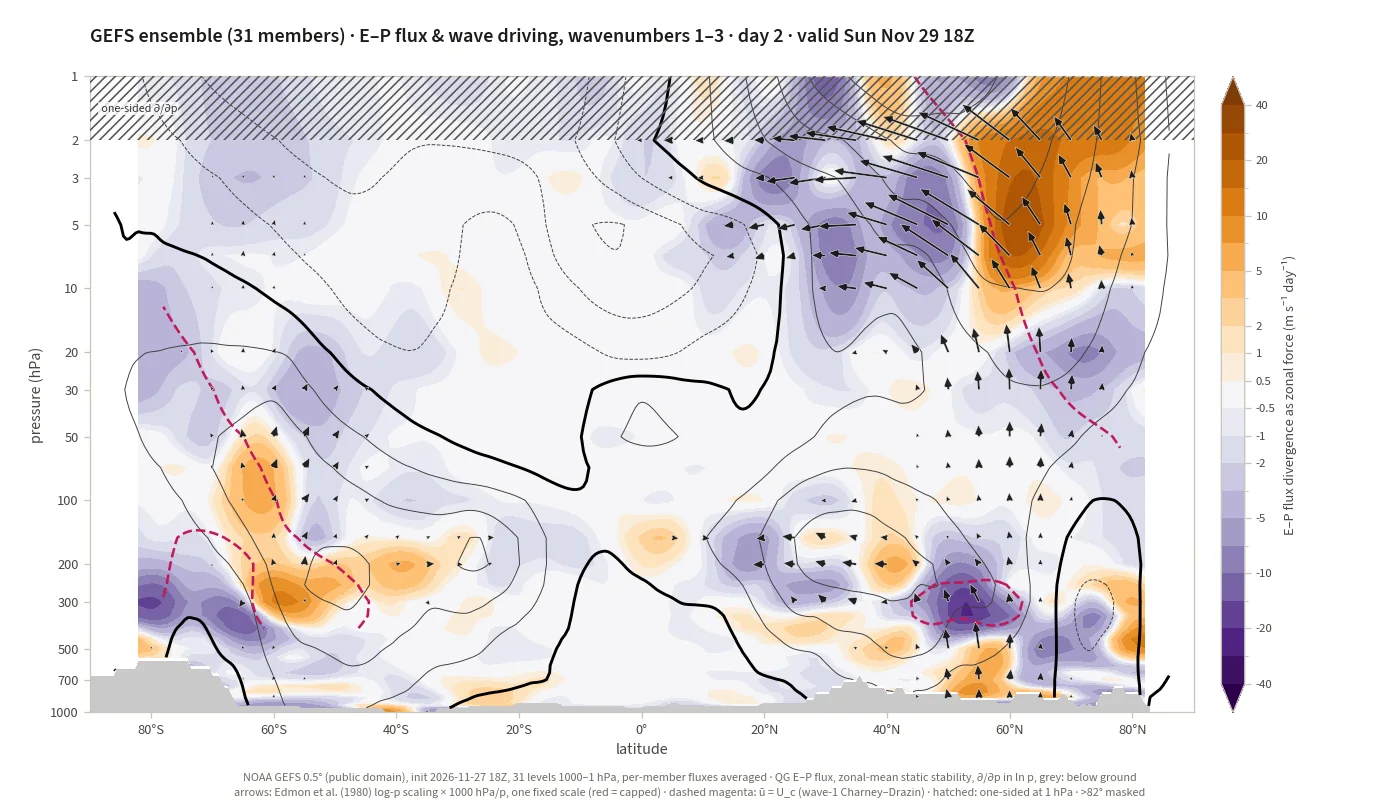 GEFS ensemble (31 members) · E–P flux & wave driving, wavenumbers 1–3 · day 2 · valid Sun Nov 29 18Z
one-sided ∂/∂p
1
2
3
5
10
20
30
50
100
200
300
500
700
1000
pressure (hPa)
80°S
60°S
40°S
20°S
0°
20°N
40°N
60°N
80°N
latitude
40
20
10
5
2
1
0.5
-0.5
-1
-2
-5
-10
-20
-40
E–P flux divergence as zonal force (m s⁻¹ day⁻¹)
NOAA GEFS 0.5° (public domain), init 2026-11-27 18Z, 31 levels 1000–1 hPa, per-member fluxes averaged · QG E–P flux, zonal-mean static stability, ∂/∂p in ln p, grey: below ground
arrows: Edmon et al. (1980) log-p scaling × 1000 hPa/p, one fixed scale (red = capped) · dashed magenta: ū = U_c (wave-1 Charney–Drazin) · hatched: one-sided at 1 hPa · >82° masked